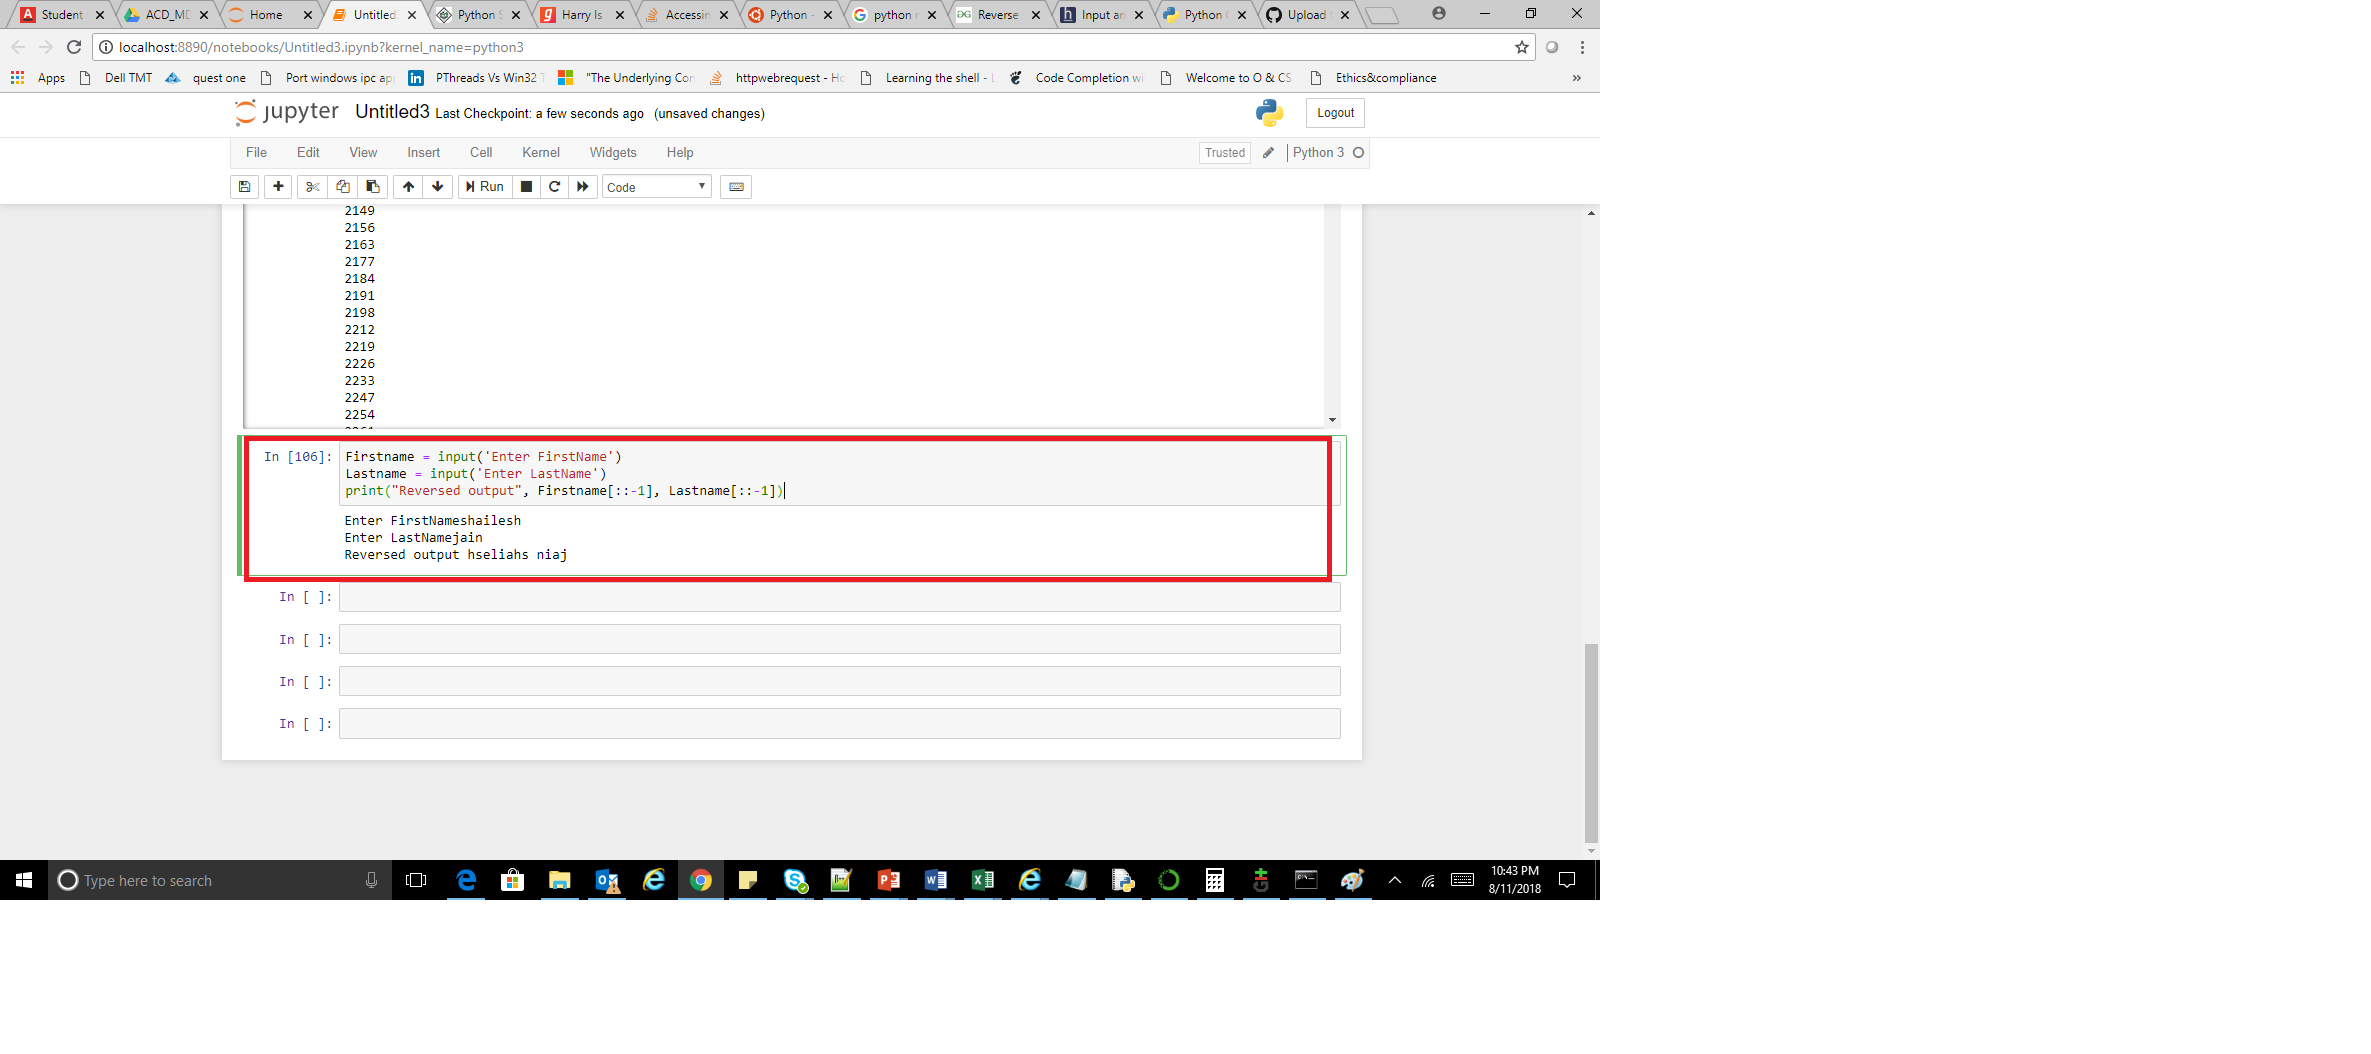 Student
ACD_MD
Home
Untitled
Python S
Harry Is
Accessin
Python -
python r
Reverse
Input an
Python
Upload
localhost:8890/notebooks/Untitled3.ipynb?kernel_name=python3
Apps
Dell TMT
quest one
Port windows ipc ap
PThreads Vs Win32
"The Underlying Con
httpwebrequest - Ho
Learning the shell -
Code Completion wi
Welcome to O & CS
Ethics&compliance
»
jupyter
Untitled3 Last Checkpoint: a few seconds ago (unsaved changes)
Logout
File Edit View Insert Cell Kernel Widgets Help
Trusted
Python 3
Run
Code
2149
2156
2163
2177
2184
2191
2198
2212
2219
2226
2233
2247
2254
In [106]:
Firstname = input('Enter FirstName')
Lastname = input('Enter LastName')
print("Reversed output", Firstname[::-1], Lastname[::-1])
Enter FirstNameshailesh
Enter LastNamejain
Reversed output hseliahs niaj
In [ ]:
In [ ]:
In [ ]:
In [ ]:
Type here to search
10:43 PM
8/11/2018